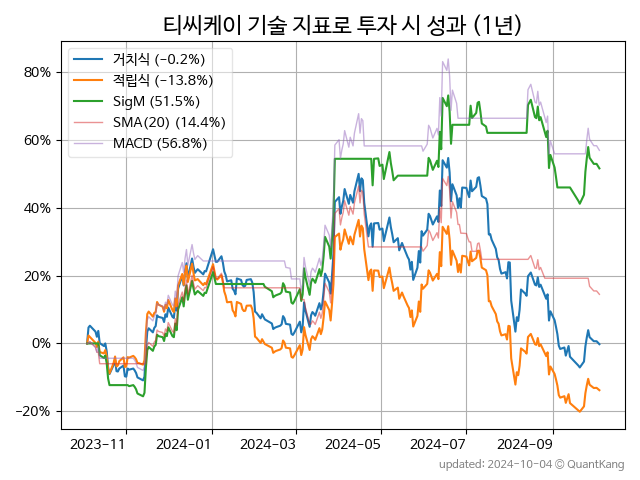 티씨케이 기술 지표로 투자 시 성과 (1년)
거치식 (-0.2%)
적립식 (-13.8%)
SigM (51.5%)
SMA(20) (14.4%)
MACD (56.8%)
80%
60%
40%
20%
0%
-20%
2023-11
2024-01
2024-03
2024-05
2024-07
2024-09
updated: 2024-10-04 © QuantKang